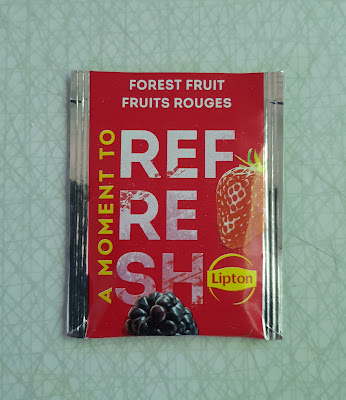 FOREST FRUIT
FRUITS ROUGES
A MOMENT TO
REF
RE
SH
Lipton